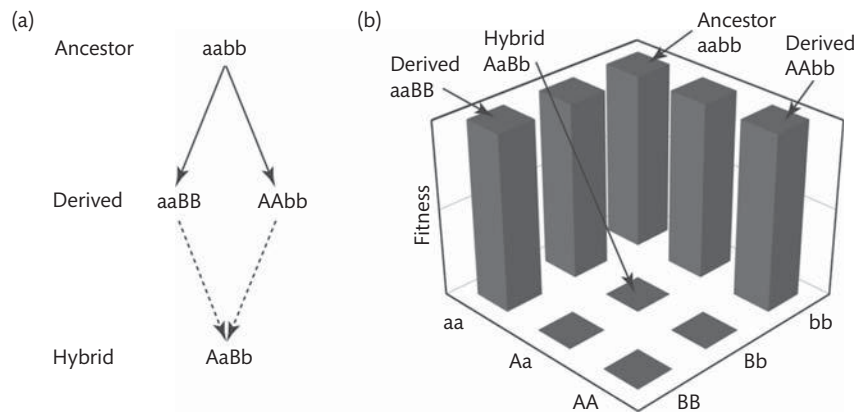 (a)
Ancestor aabb
Derived aaBB AAbb
Hybrid AaBb
(b)
Hybrid
AaBb
Ancestor
aabb
Derived
aaBB
Derived
AAbb
Fitness
aa
Aa
AA
BB
Bb
bb